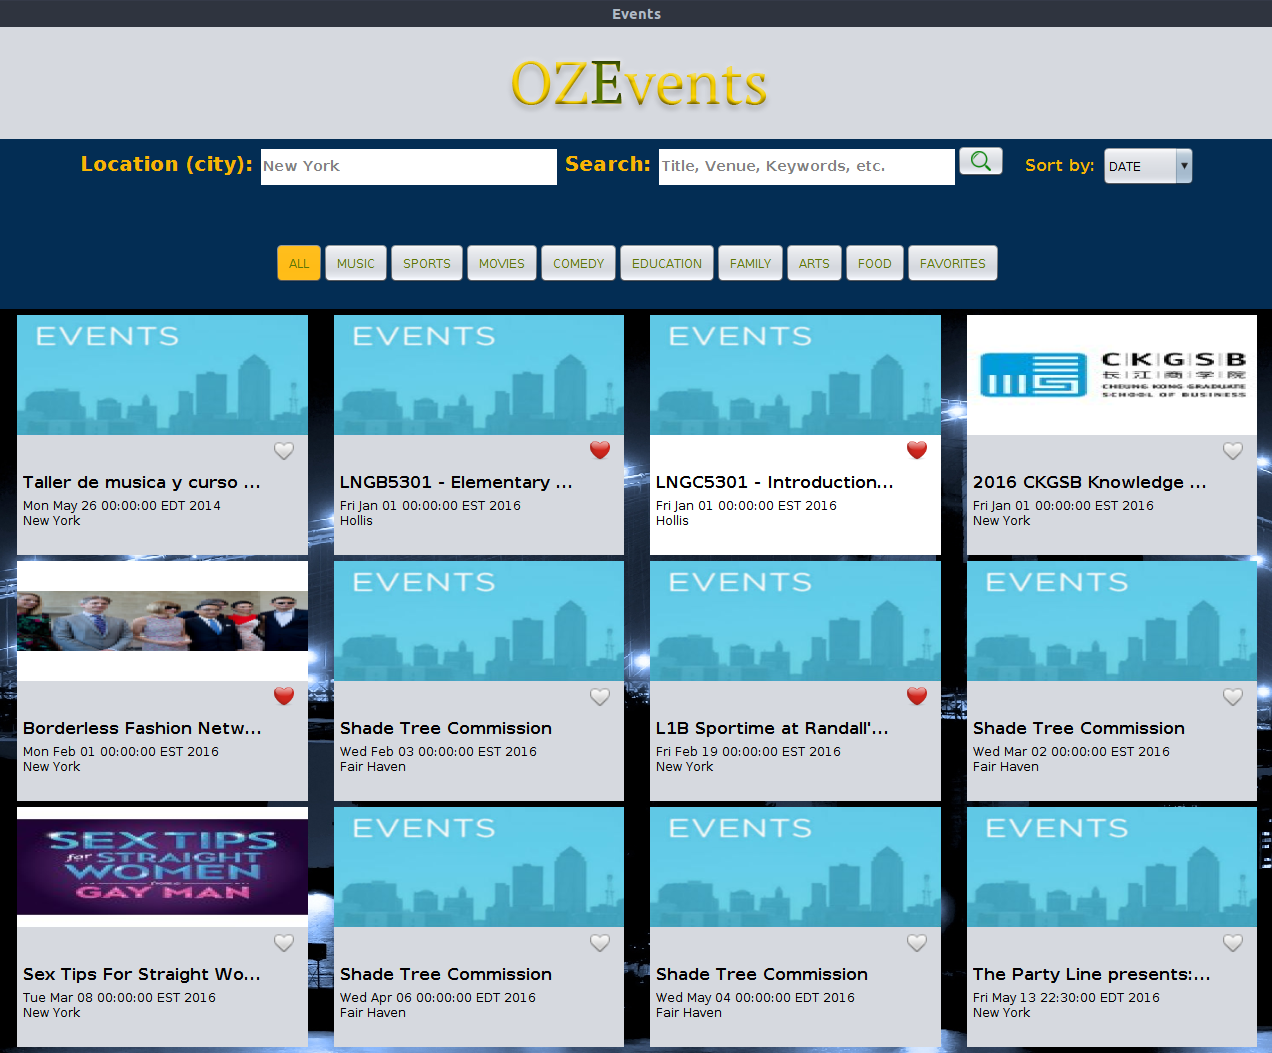 Events
OZEvents
Location (city): New York Search: Title, Venue, Keywords, etc. Sort by: DATE
ALL MUSIC SPORTS MOVIES COMEDY EDUCATION FAMILY ARTS FOOD FAVORITES
EVENTS
Taller de musica y curso ...
Mon May 26 00:00:00 EDT 2014
New York
EVENTS
LNGB5301 - Elementary ...
Fri Jan 01 00:00:00 EST 2016
Hollis
EVENTS
LNGC5301 - Introduction...
Fri Jan 01 00:00:00 EST 2016
Hollis
CKGSB
长江商学院
CHEUNG KONG GRADUATE
SCHOOL OF BUSINESS
2016 CKGSB Knowledge ...
Fri Jan 01 00:00:00 EST 2016
New York
Borderless Fashion Netw...
Mon Feb 01 00:00:00 EST 2016
New York
EVENTS
Shade Tree Commission
Wed Feb 03 00:00:00 EST 2016
Fair Haven
EVENTS
L1B Sportime at Randall'...
Fri Feb 19 00:00:00 EST 2016
New York
EVENTS
Shade Tree Commission
Wed Mar 02 00:00:00 EST 2016
Fair Haven
SEX TIPS
for STRAIGHT
WOMEN
GAY MAN
Sex Tips For Straight Wo...
Tue Mar 08 00:00:00 EST 2016
New York
EVENTS
Shade Tree Commission
Wed Apr 06 00:00:00 EDT 2016
Fair Haven
EVENTS
Shade Tree Commission
Wed May 04 00:00:00 EDT 2016
Fair Haven
EVENTS
The Party Line presents:...
Fri May 13 22:30:00 EDT 2016
New York